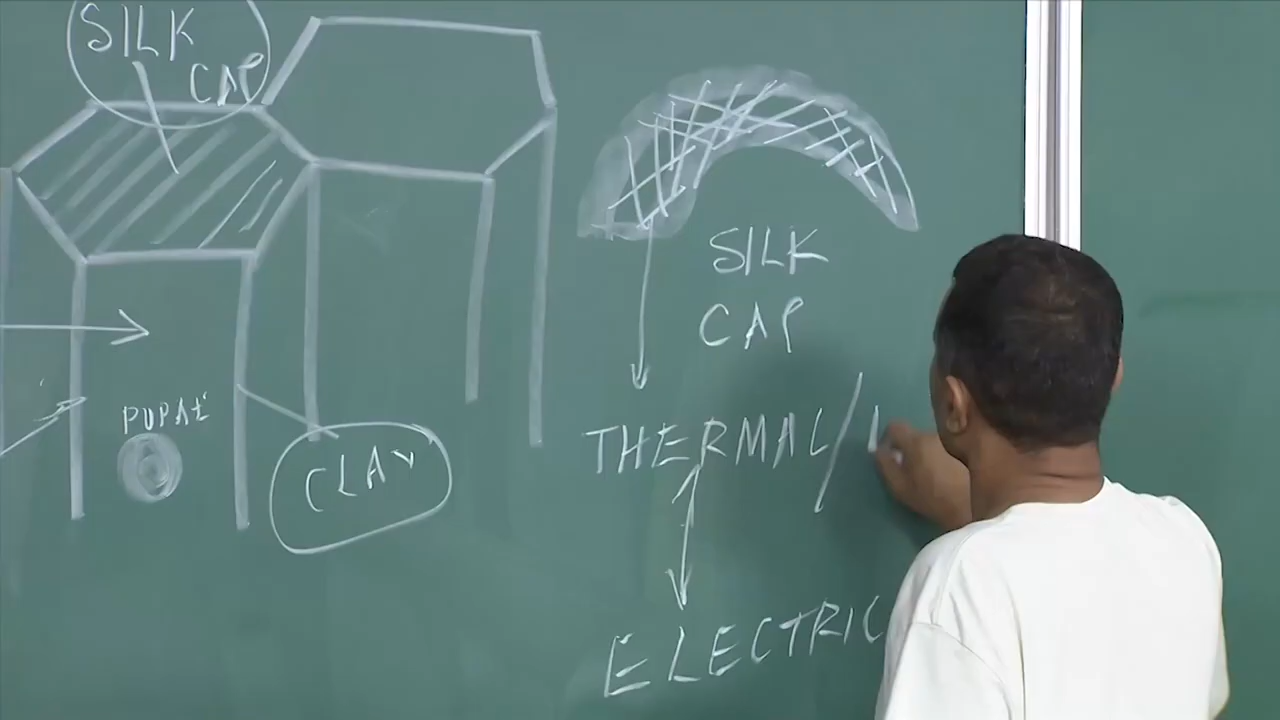 SILK
CAP
PUPAE
CLAY
SILK
CAP
THERMAL/
ELECTRIC